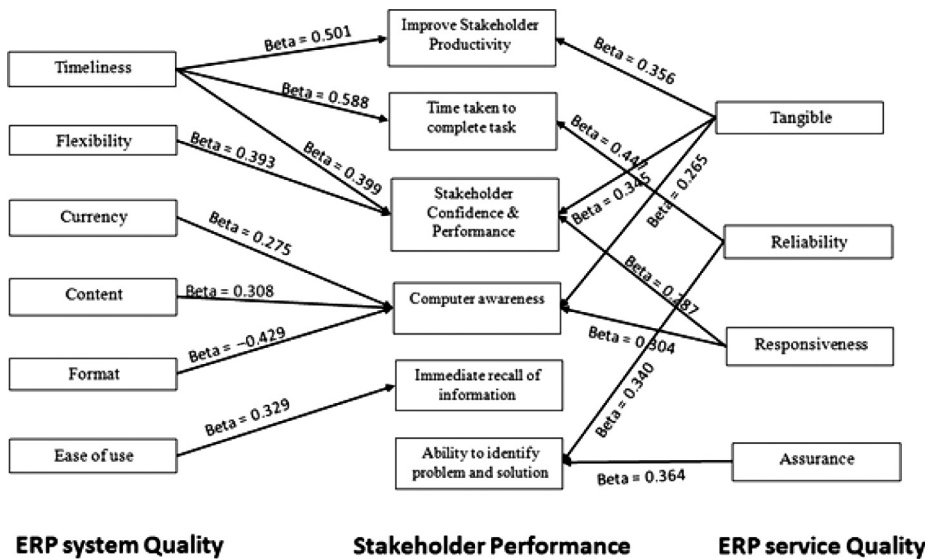 Timeliness
Flexibility
Currency
Content
Format
Ease of use
Beta = 0.501
Beta = 0.588
Beta = 0.399
Beta = 0.393
Beta = 0.275
Beta = 0.308
Beta = −0.429
Beta = 0.329
Improve Stakeholder
Productivity
Time taken to
complete task
Stakeholder
Confidence &
Performance
Computer awareness
Immediate recall of
information
Ability to identify
problem and solution
Beta = 0.356
Beta = 0.447
Beta = 0.345
Beta = 0.265
Beta = 0.287
Beta = 0.304
Beta = 0.340
Beta = 0.364
Tangible
Reliability
Responsiveness
Assurance
ERP system Quality
Stakeholder Performance
ERP service Quality